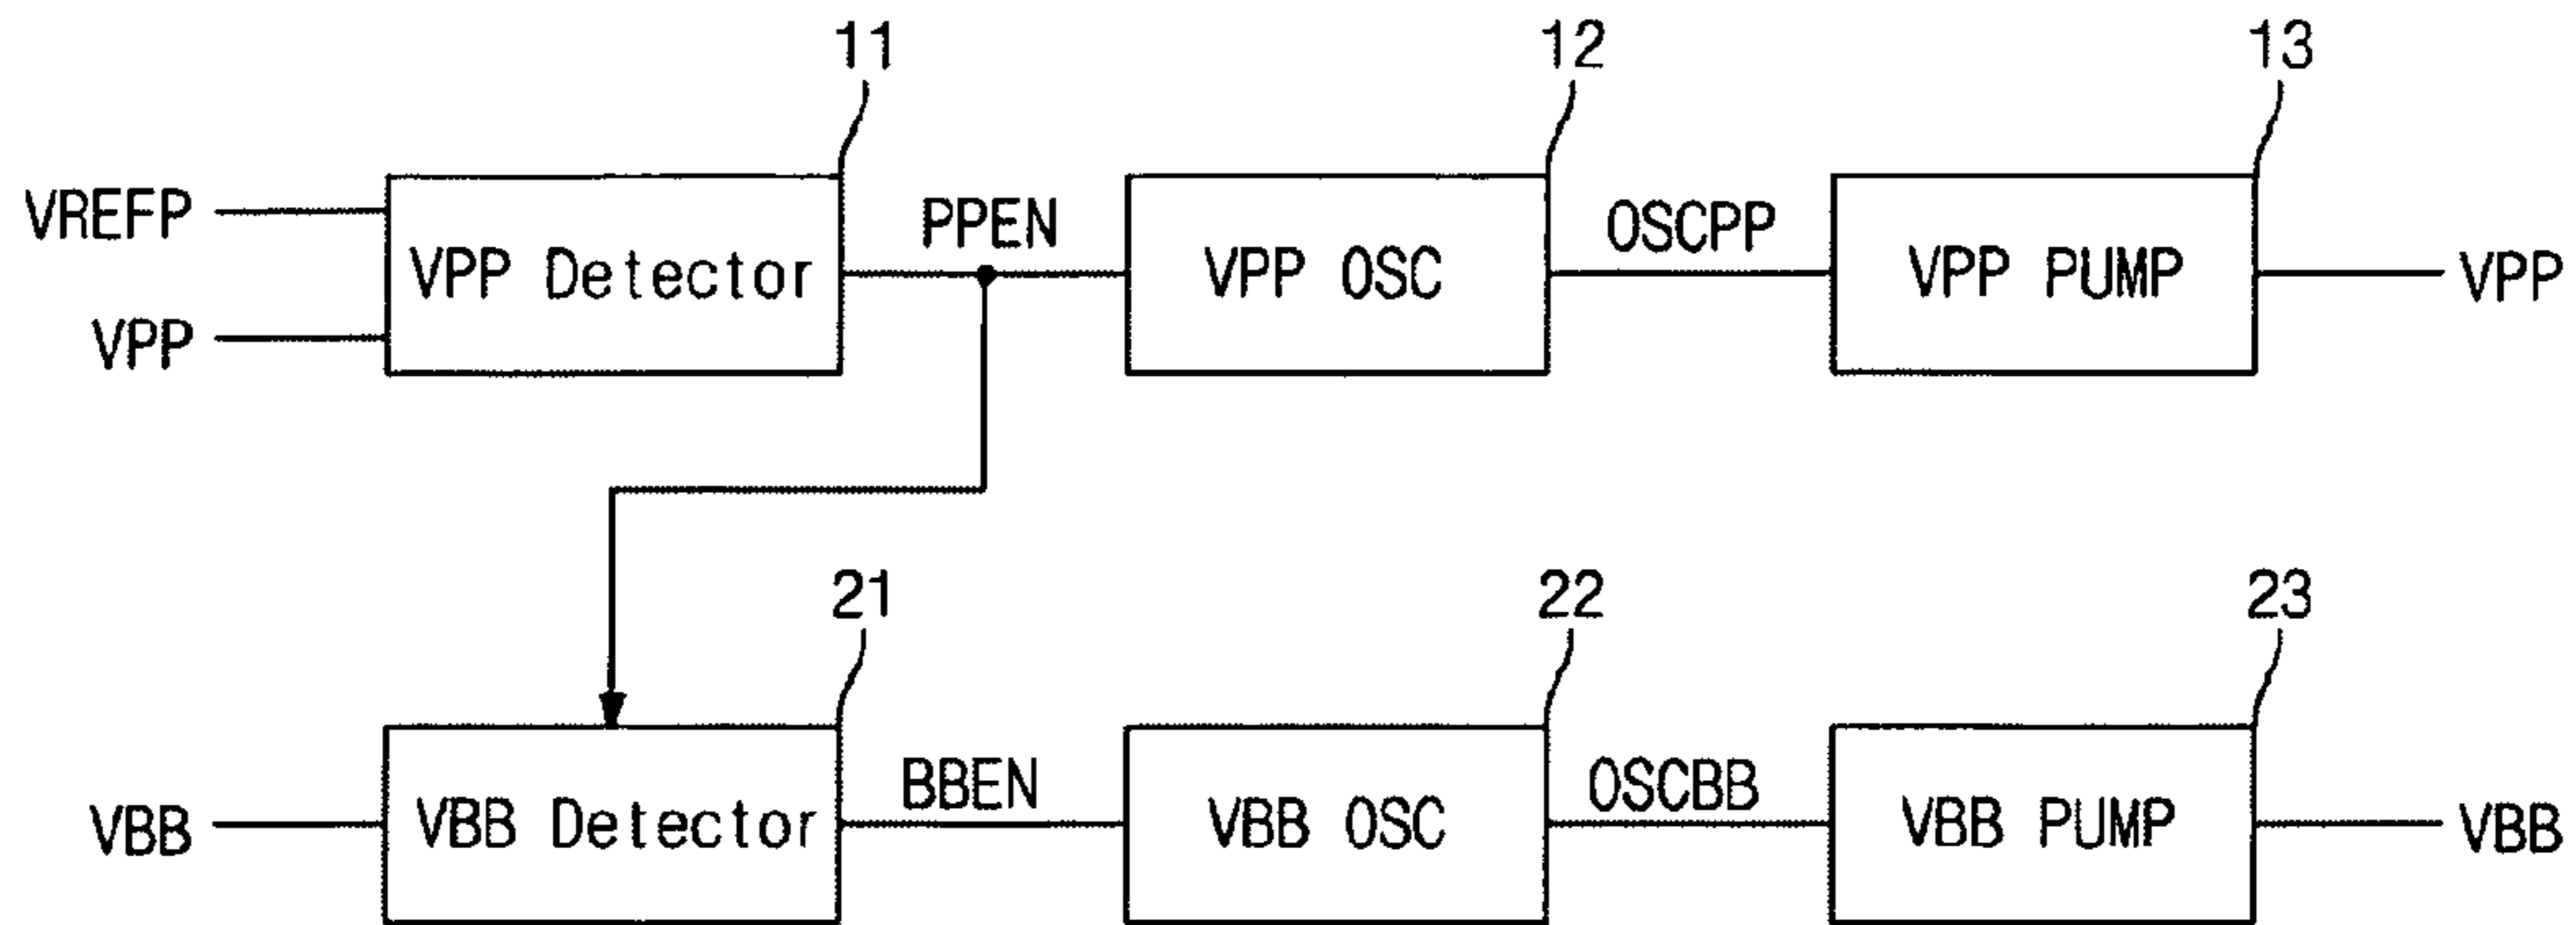 11
12
13
VREFP
VPP
VPP Detector
PPEN
VPP OSC
OSCPP
VPP PUMP
VPP
21
22
23
VBB
VBB Detector
BBEN
VBB OSC
OSCBB
VBB PUMP
VBB